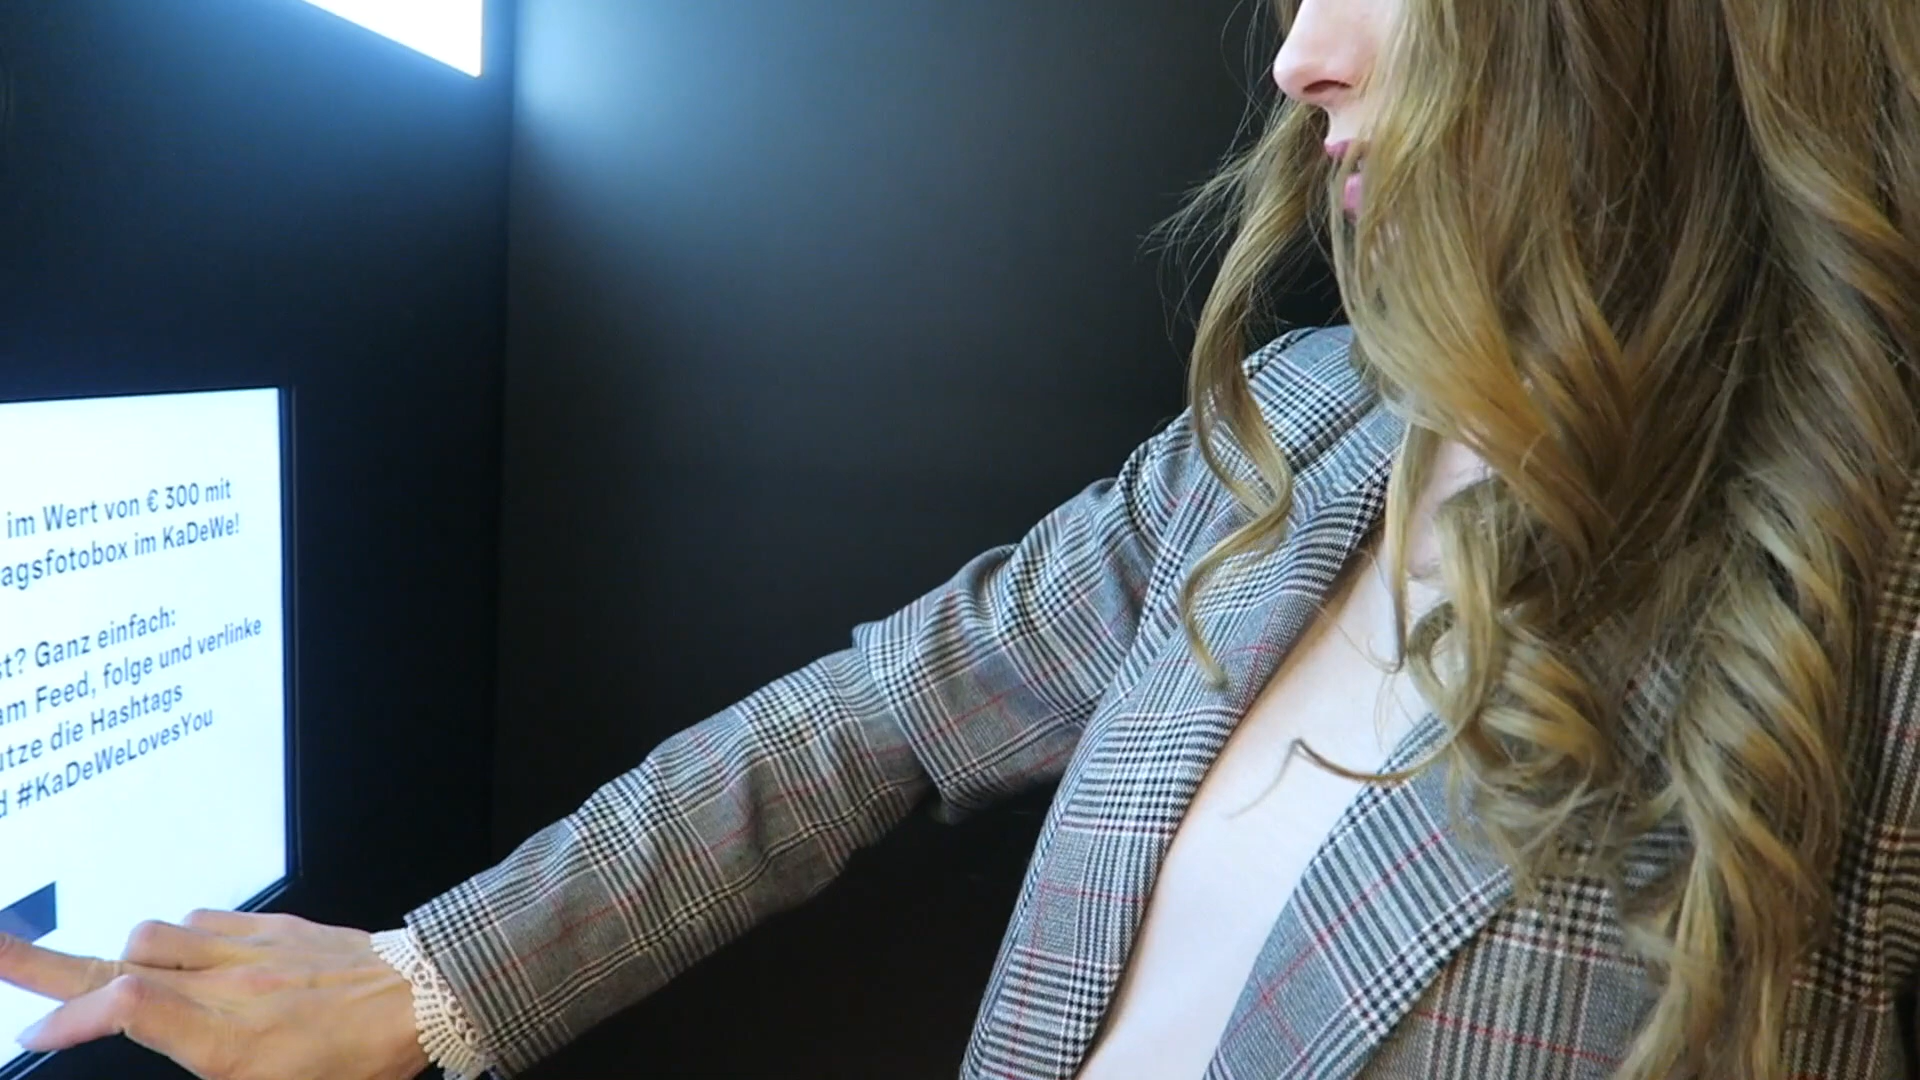 im Wert von € 300 mit
agsfotobox im KaDeWe!
st? Ganz einfach:
am Feed, folge und verlinke
utze die Hashtags
d #KaDeWeLovesYou